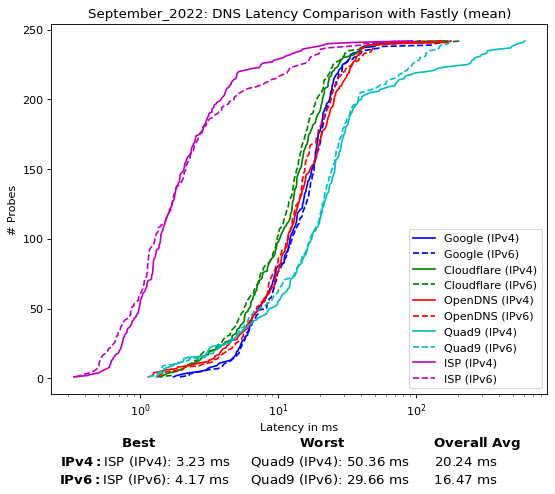 September_2022: DNS Latency Comparison with Fastly (mean)
250
200
150
100
50
0
# Probes
Google (IPv4)
Google (IPv6)
Cloudflare (IPv4)
Cloudflare (IPv6)
OpenDNS (IPv4)
OpenDNS (IPv6)
Quad9 (IPv4)
Quad9 (IPv6)
ISP (IPv4)
ISP (IPv6)
10⁰ 10¹ 10²
Latency in ms
Best Worst Overall Avg
IPv4: ISP (IPv4): 3.23 ms Quad9 (IPv4): 50.36 ms 20.24 ms
IPv6: ISP (IPv6): 4.17 ms Quad9 (IPv6): 29.66 ms 16.47 ms